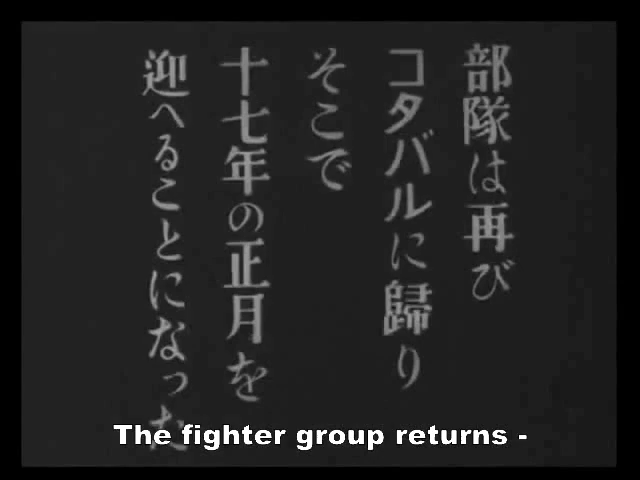 部隊は再び
コタバルに歸り
そこで
十七年の正月を
迎へることになった
The fighter group returns -